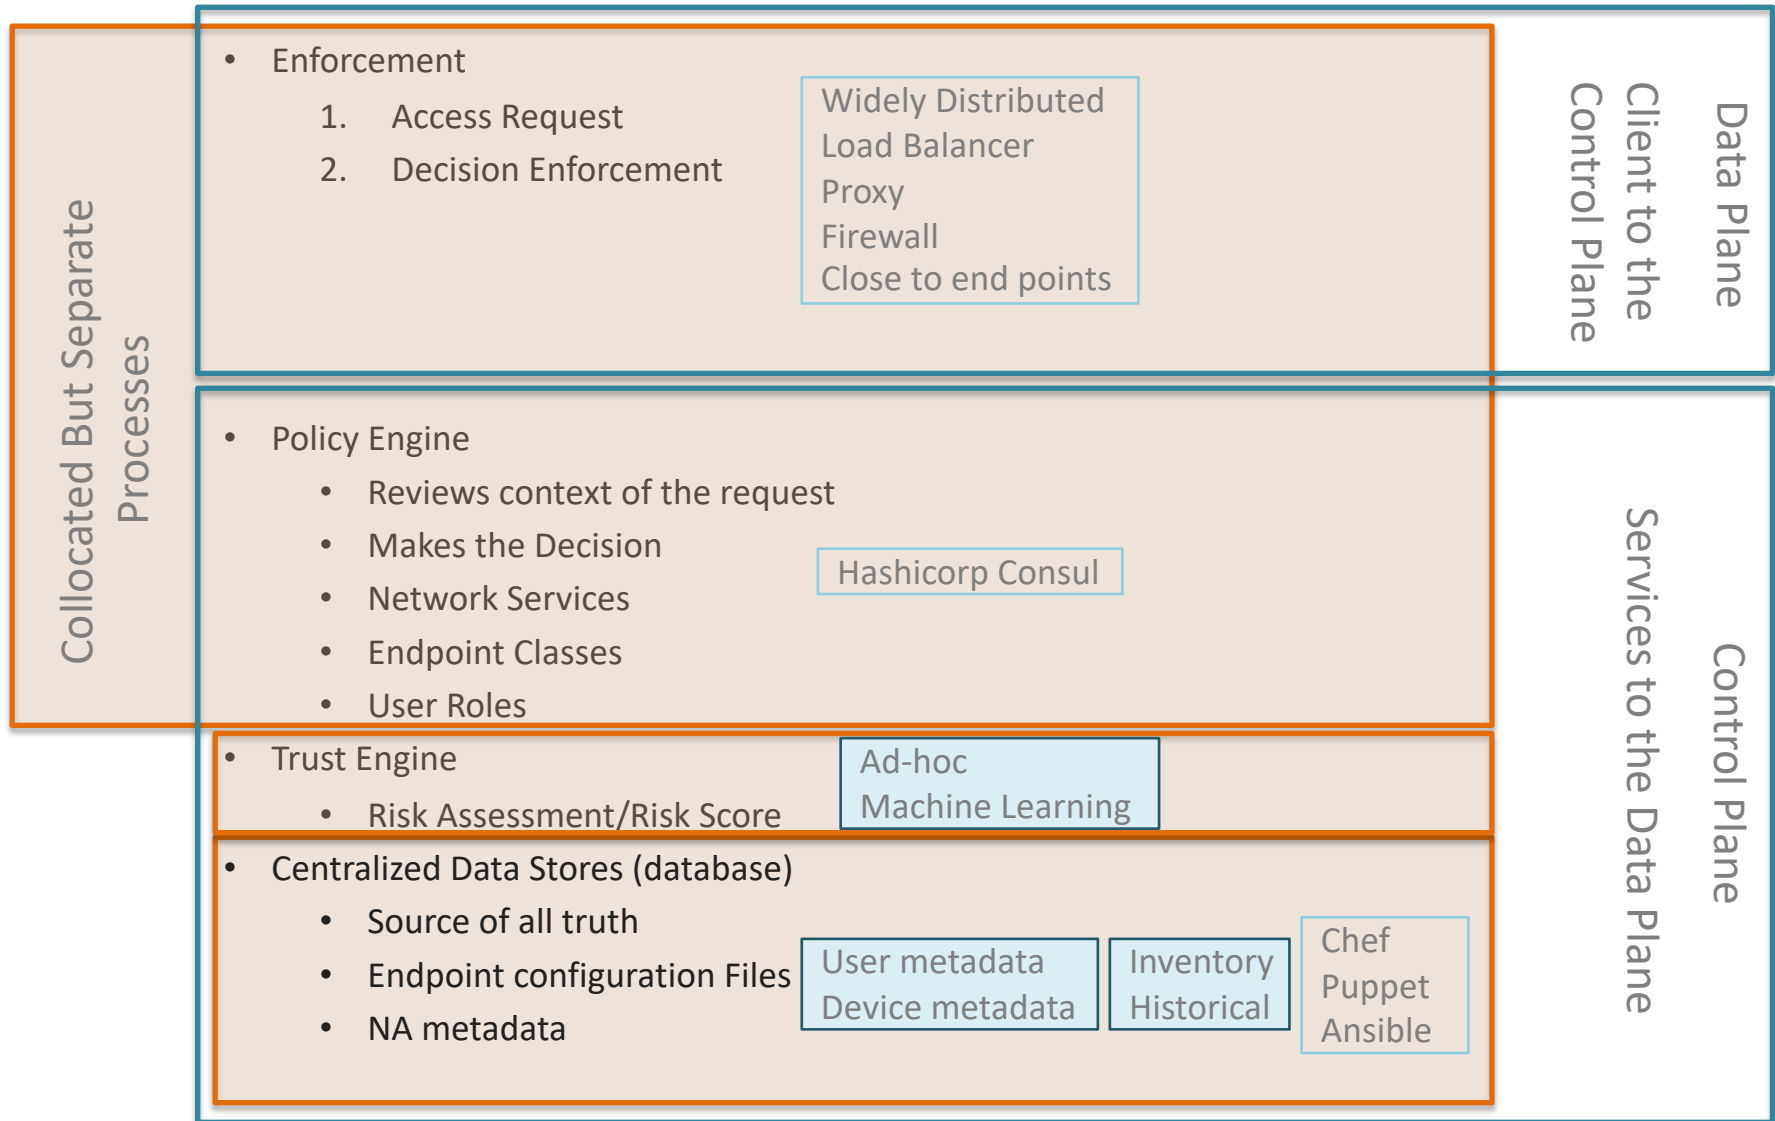 Collocated But Separate
Processes
• Enforcement
1. Access Request
2. Decision Enforcement
Widely Distributed
Load Balancer
Proxy
Firewall
Close to end points
Data Plane
Client to the
Control Plane
• Policy Engine
• Reviews context of the request
• Makes the Decision
• Network Services
• Endpoint Classes
• User Roles
Hashicorp Consul
• Trust Engine
• Risk Assessment/Risk Score
Ad-hoc
Machine Learning
• Centralized Data Stores (database)
• Source of all truth
• Endpoint configuration Files
• NA metadata
User metadata
Device metadata
Inventory
Historical
Chef
Puppet
Ansible
Control Plane
Services to the Data Plane